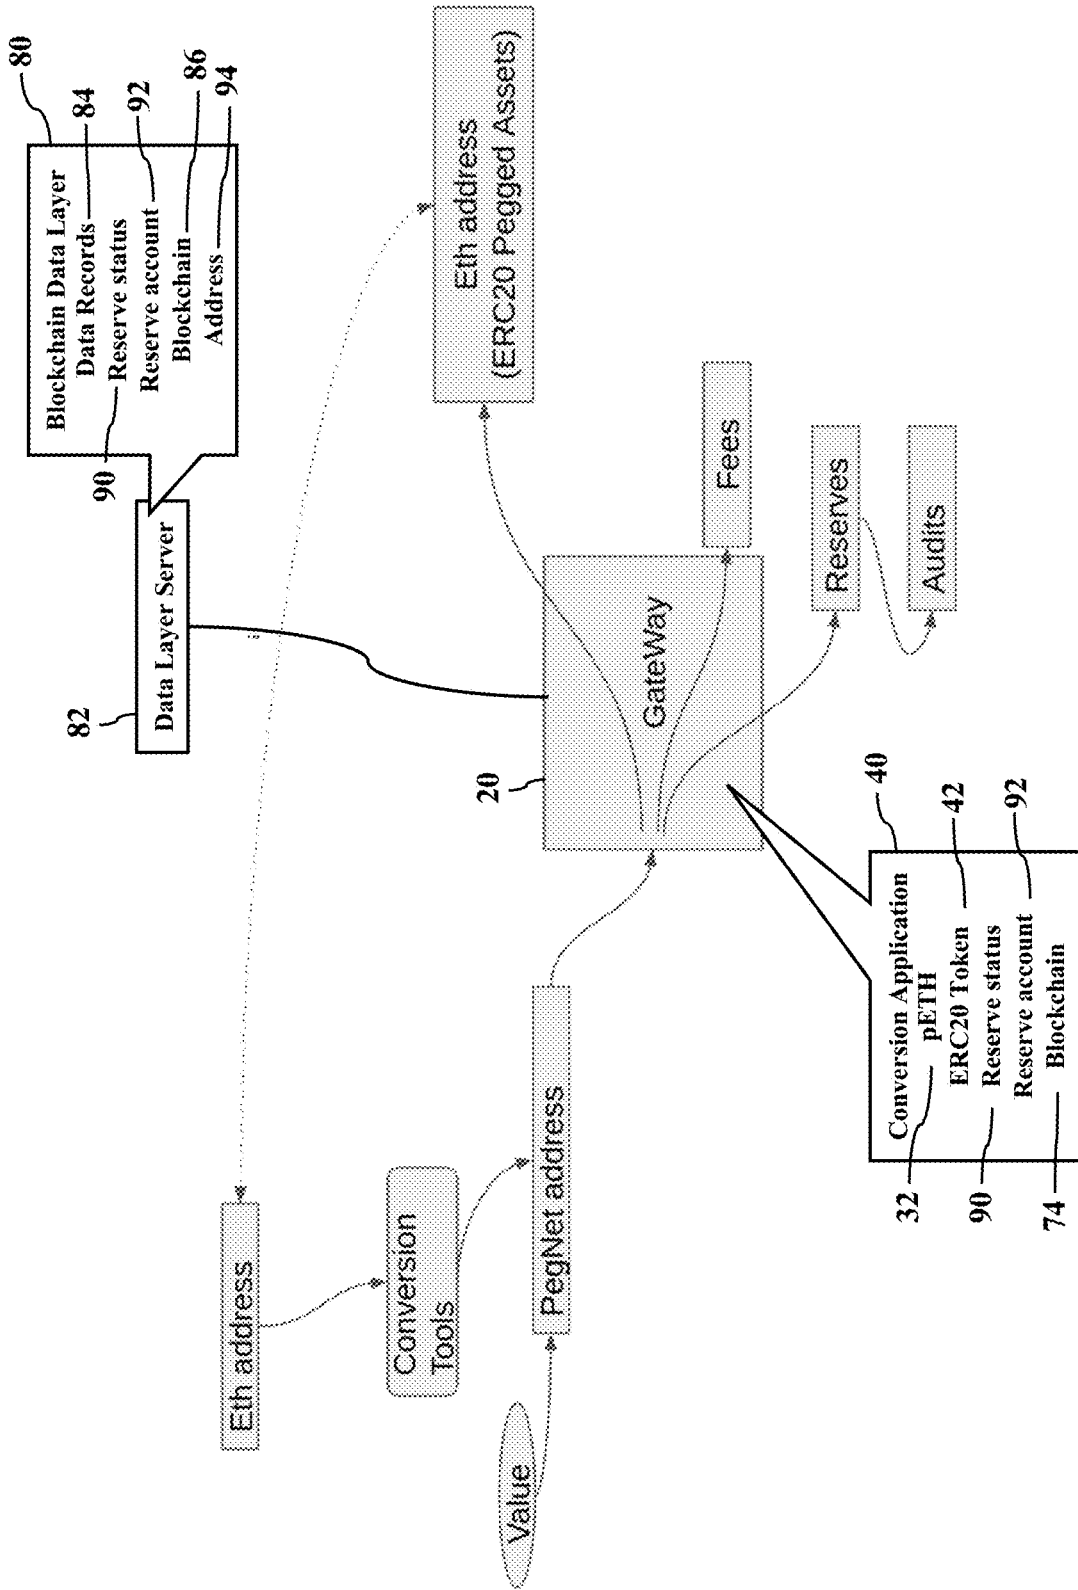 80
Blockchain Data Layer
Data Records
84
90
Reserve status
Reserve account
92
Blockchain
86
Address
94
82
Data Layer Server
Eth address
Conversion
Tools
Value
PegNet address
20
GateWay
Eth address
(ERC20 Pegged Assets)
Fees
Reserves
Audits
40
Conversion Application
32
pETH
ERC20 Token
42
90
Reserve status
Reserve account
92
74
Blockchain